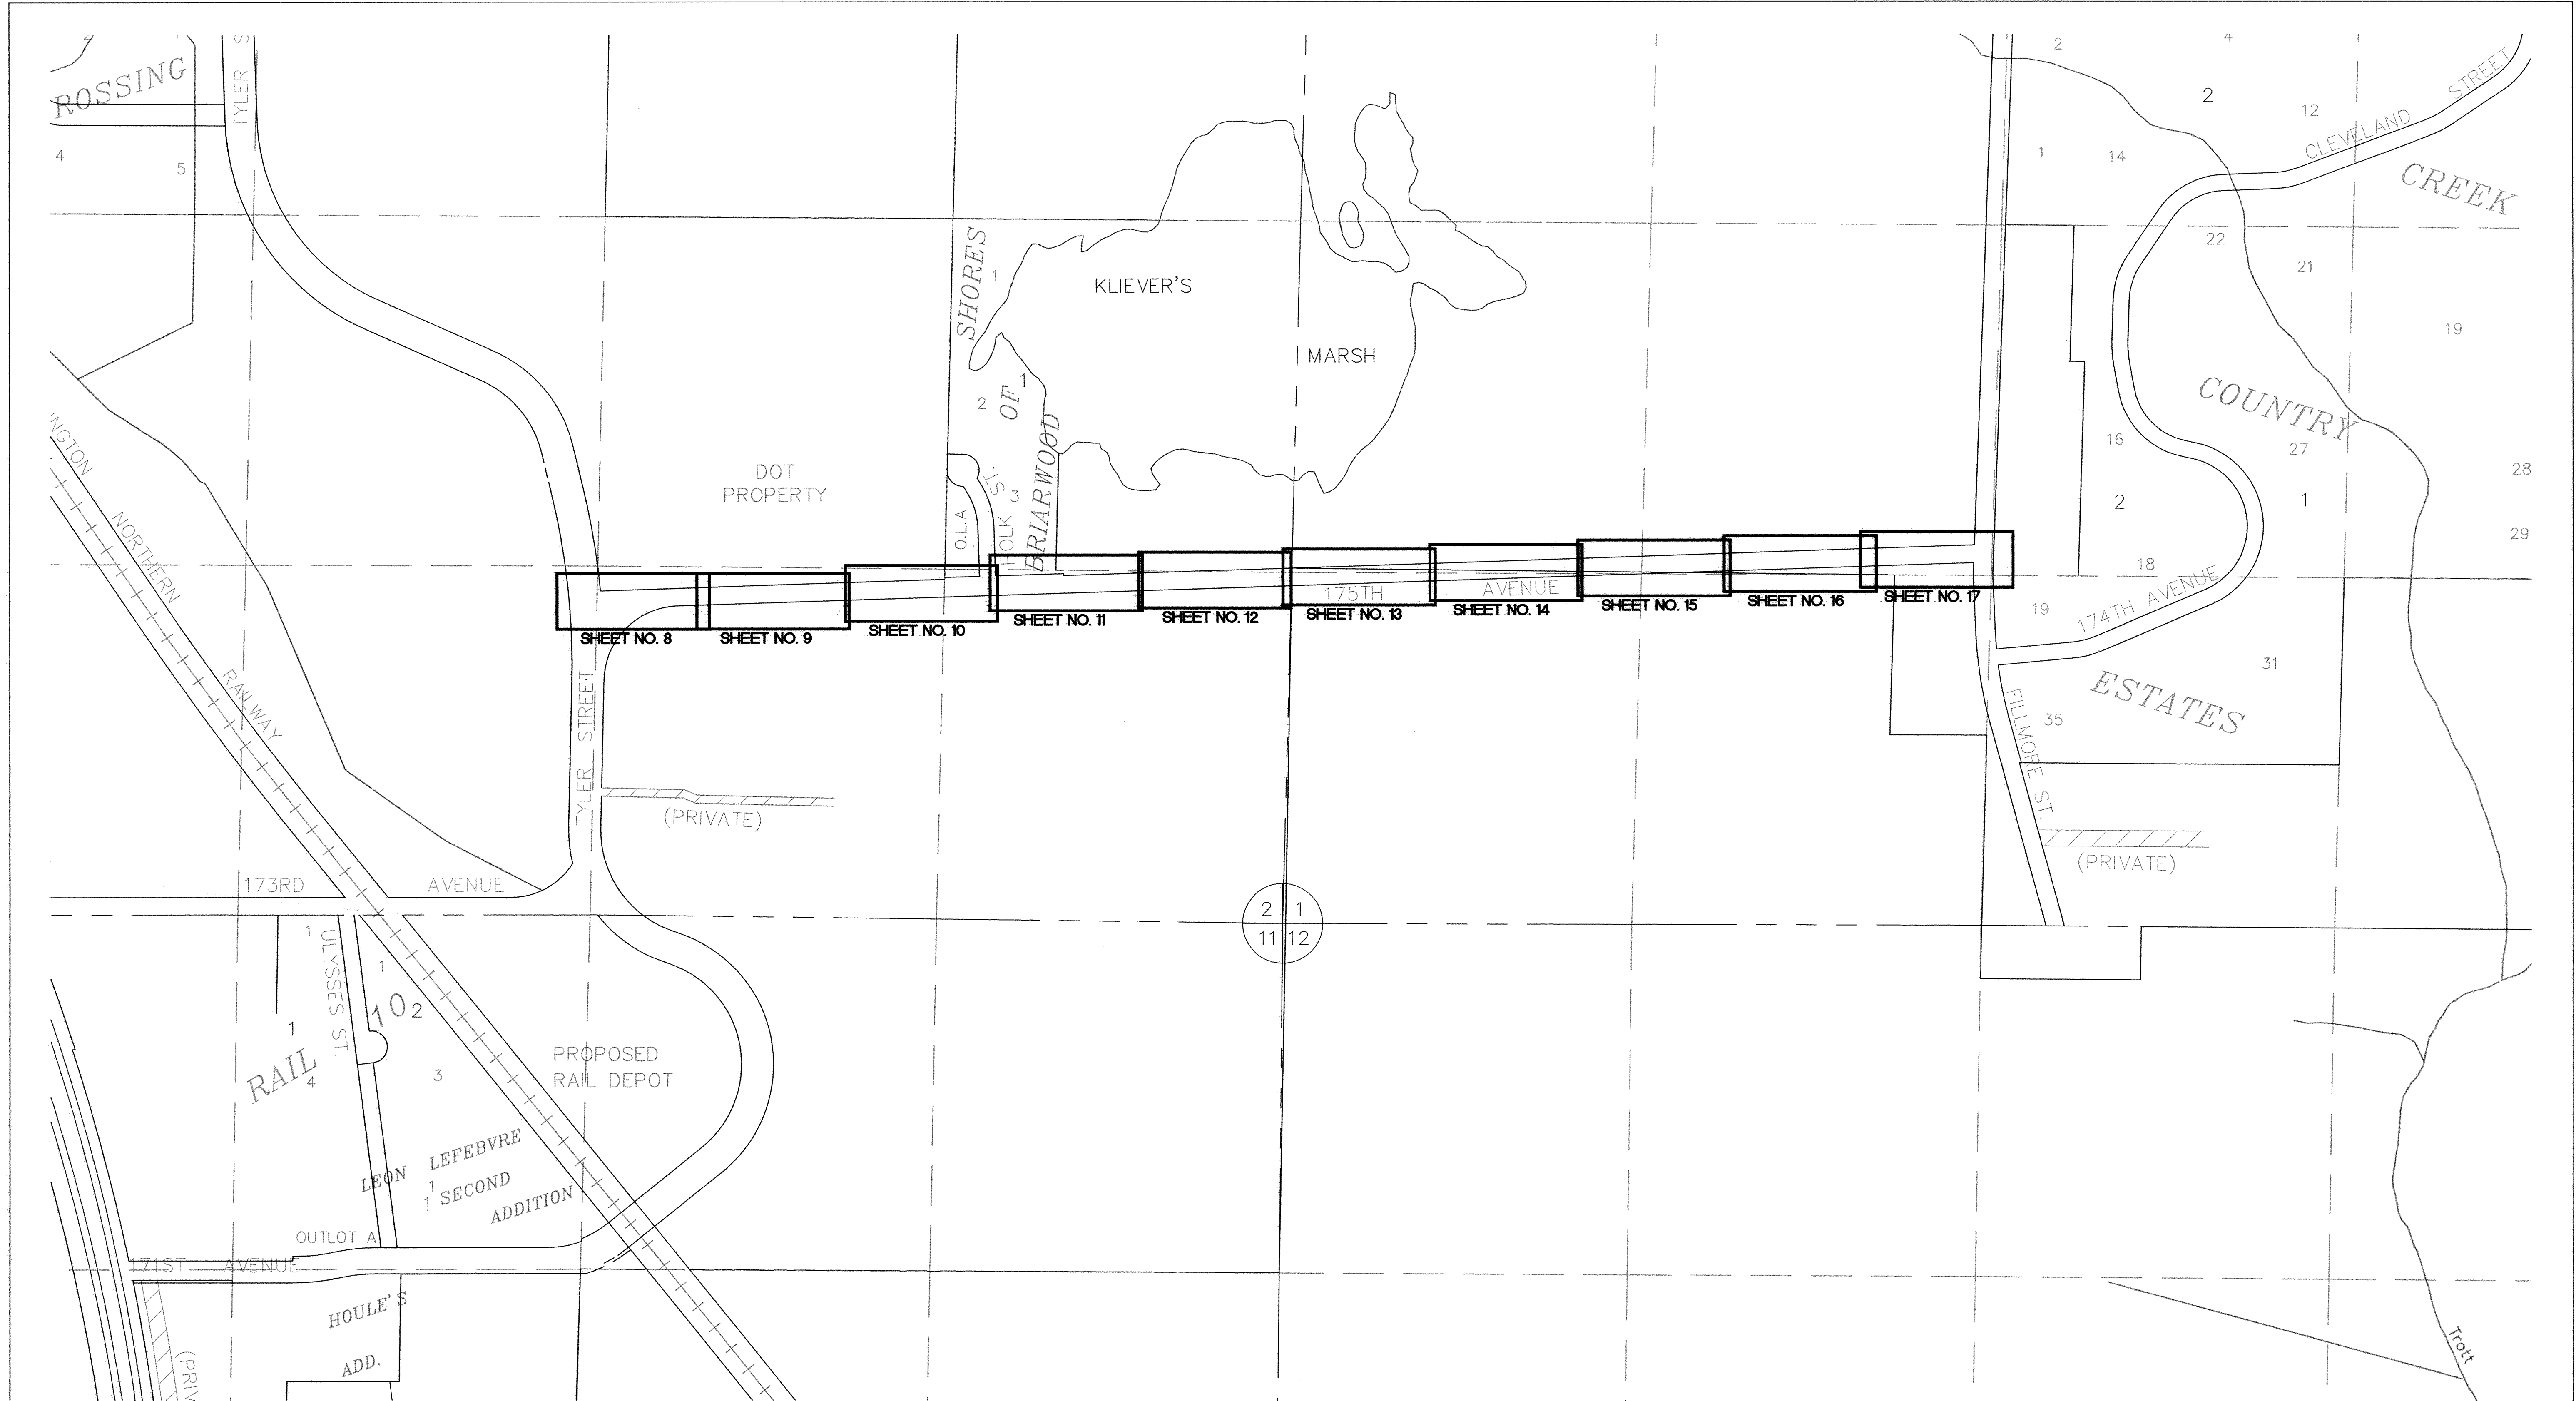 ROSSING
TYLER S
4
5
2
4
2
12
1
14
CLEVELAND STREET
CREEK
22
21
19
SHORES
OF
BRIARWOOD
1
1
2
3
KLIEVER'S
MARSH
COUNTRY
16
27
2
1
28
29
18
DOT
PROPERTY
O.L.A
POLK ST.
NGTON
NORTHERN
RAILWAY
175TH AVENUE
SHEET NO. 8
SHEET NO. 9
SHEET NO. 10
SHEET NO. 11
SHEET NO. 12
SHEET NO. 13
SHEET NO. 14
SHEET NO. 15
SHEET NO. 16
SHEET NO. 17
19
174TH AVENUE
31
ESTATES
35
FILLMORE ST.
TYLER STREET
(PRIVATE)
(PRIVATE)
173RD AVENUE
2 1
11 12
1
ULYSSES ST.
1
102
1
RAIL
4
3
PROPOSED
RAIL DEPOT
LEON LEFEBVRE
1
1 SECOND
ADDITION
OUTLOT A
171ST AVENUE
HOULE'S
ADD.
(PRIV
Trott